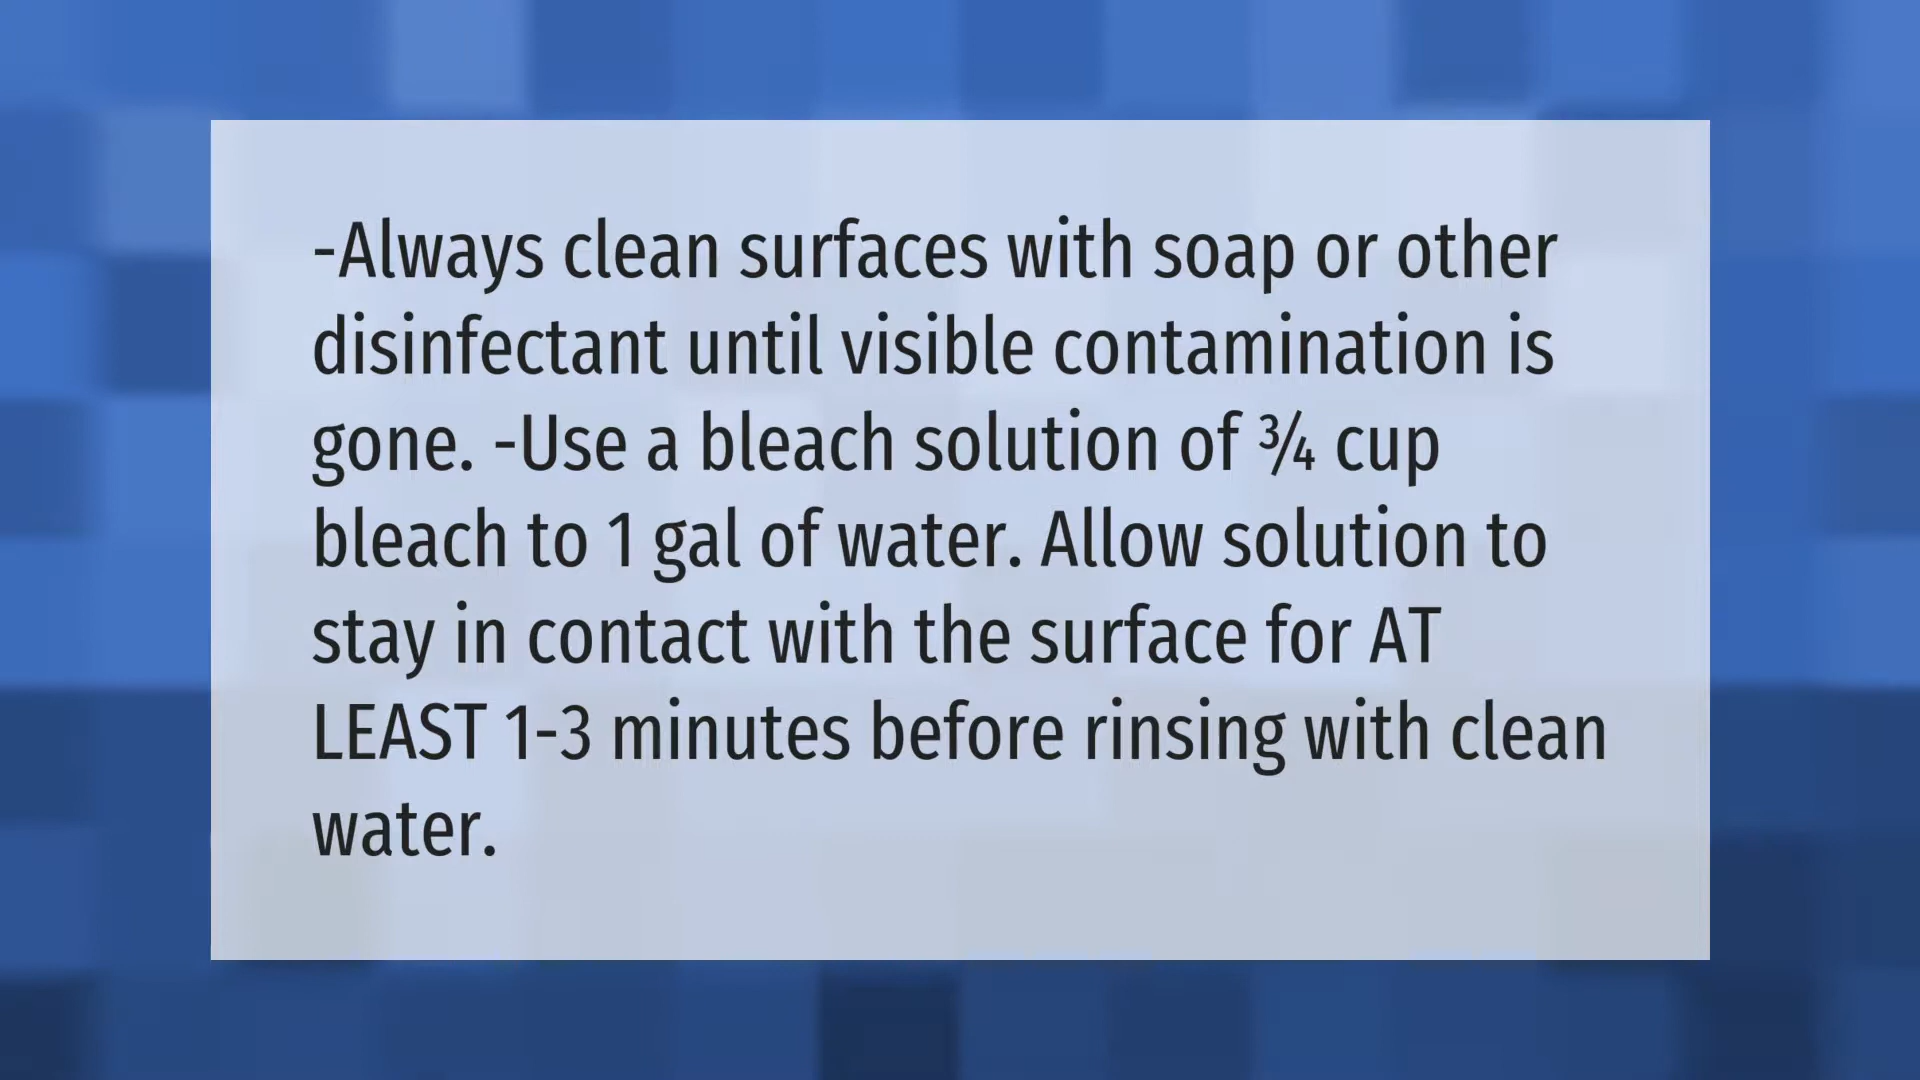 -Always clean surfaces with soap or other
disinfectant until visible contamination is
gone. -Use a bleach solution of ¾ cup
bleach to 1 gal of water. Allow solution to
stay in contact with the surface for AT
LEAST 1-3 minutes before rinsing with clean
water.